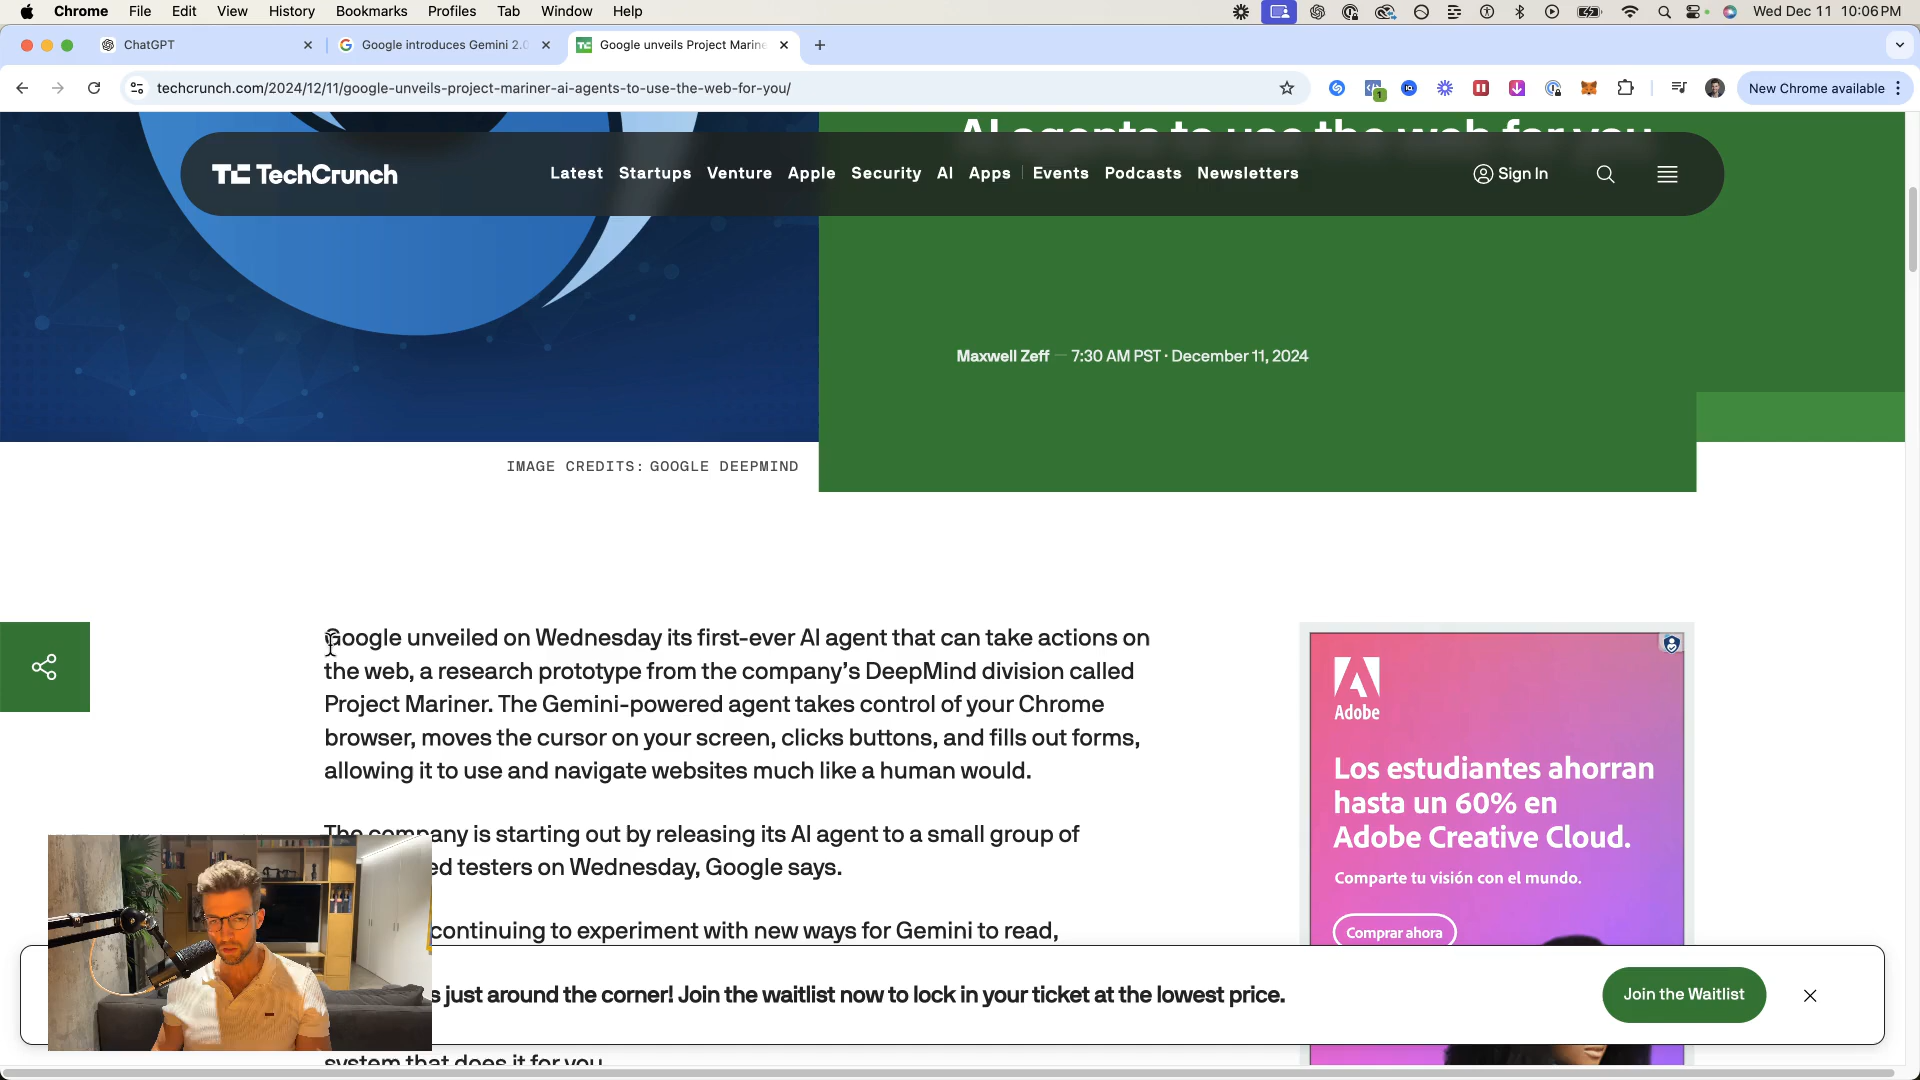 Chrome File Edit View History Bookmarks Profiles Tab Window Help Wed Dec 11 10:06 PM
ChatGPT
Google introduces Gemini 2.0
Google unveils Project Marine
techcrunch.com/2024/12/11/google-unveils-project-mariner-ai-agents-to-use-the-web-for-you/
1
New Chrome available
AI agents to use the web for you
TechCrunch
Latest Startups Venture Apple Security AI Apps Events Podcasts Newsletters
Sign In
Maxwell Zeff — 7:30 AM PST · December 11, 2024
IMAGE CREDITS: GOOGLE DEEPMIND
Google unveiled on Wednesday its first-ever AI agent that can take actions on
the web, a research prototype from the company’s DeepMind division called
Project Mariner. The Gemini-powered agent takes control of your Chrome
browser, moves the cursor on your screen, clicks buttons, and fills out forms,
allowing it to use and navigate websites much like a human would.
The company is starting out by releasing its AI agent to a small group of
ed testers on Wednesday, Google says.
continuing to experiment with new ways for Gemini to read,
system that does it for you
Adobe
Los estudiantes ahorran
hasta un 60% en
Adobe Creative Cloud.
Comparte tu visión con el mundo.
Comprar ahora
s just around the corner! Join the waitlist now to lock in your ticket at the lowest price.
Join the Waitlist